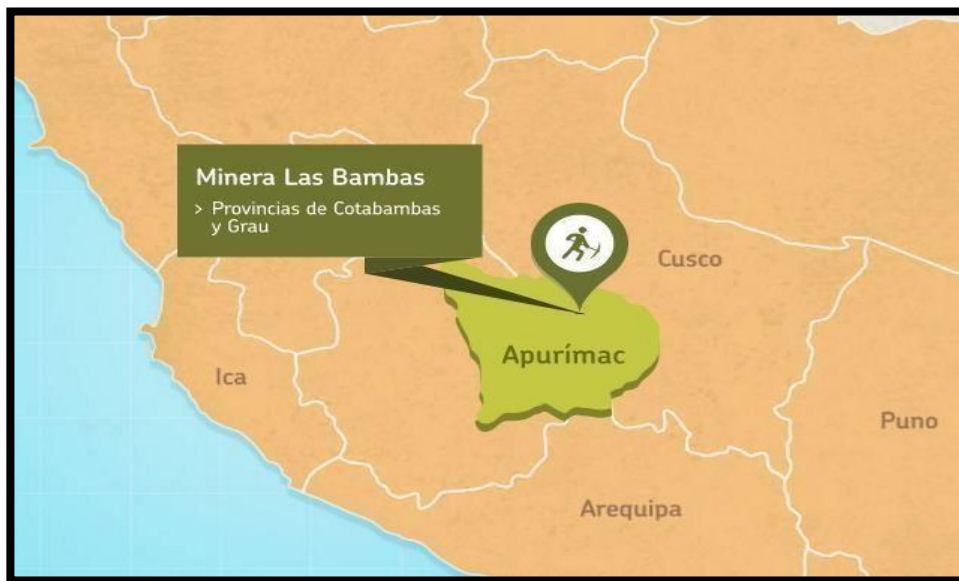 Minera Las Bambas
> Provincias de Cotabambas
y Grau
Cusco
Apurímac
Ica
Puno
Arequipa